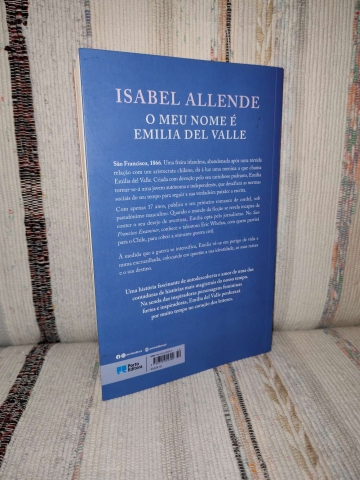 ISABEL ALLENDE
O MEU NOME É
EMILIA DEL VALLE
São Francisco, 1866. Uma freira irlandesa, abandonada após uma tórrida
relação com um aristocrata chileno, dá à luz uma menina a que chama
Emilia del Valle. Criada com devoção pelo seu carinhoso padrasto, Emilia
torna-se uma jovem autónoma e independente, que desafiará as normas
sociais do seu tempo para seguir a sua verdadeira paixão: a escrita.
Com apenas 17 anos, publica o seu primeiro romance de cordel, sob
pseudónimo masculino. Quando o mundo da ficção se revela incapaz de
conter o seu desejo de aventura, Emilia opta pelo jornalismo. No San
Francisco Examiner, conhece o talentoso Eric Whelan, com quem partirá
para o Chile, para cobrir a iminente guerra civil.
À medida que a guerra se intensifica, Emilia vê-se em perigo de vida e
numa encruzilhada, colocando em questão a sua identidade, as suas raízes
e o seu destino.
Uma história fascinante de autodescoberta e amor de uma das
contadoras de histórias mais magistrais do nosso tempo.
Na senda das inspiradoras personagens femininas
fortes e inspiradoras, Emilia del Valle perdurará
por muito tempo no coração dos leitores.
Porto
Editora